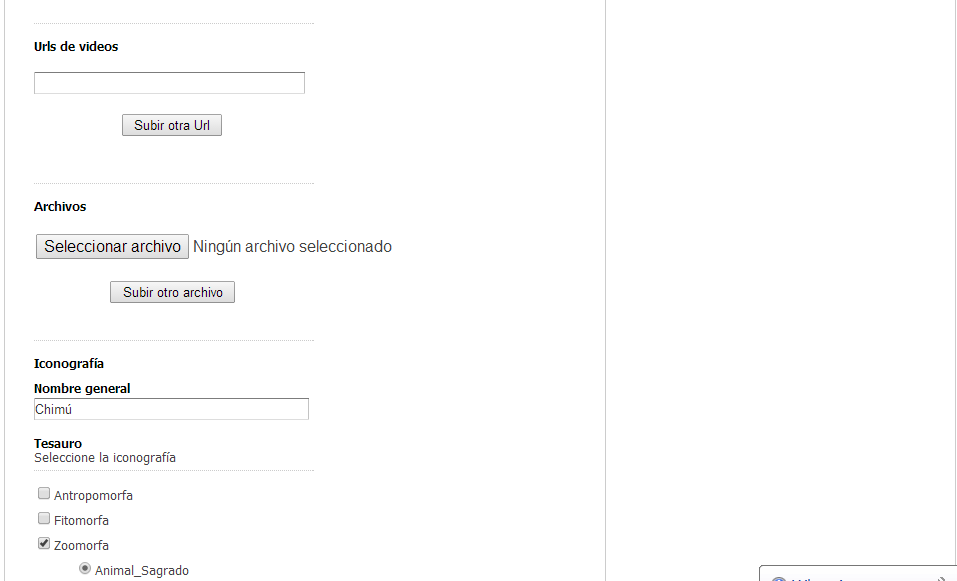 Urls de videos
Subir otra Url
Archivos
Seleccionar archivo Ningún archivo seleccionado
Subir otro archivo
Iconografía
Nombre general
Chimú
Tesauro
Seleccione la iconografía
Antropomorfa
Fitomorfa
Zoomorfa
Animal_Sagrado